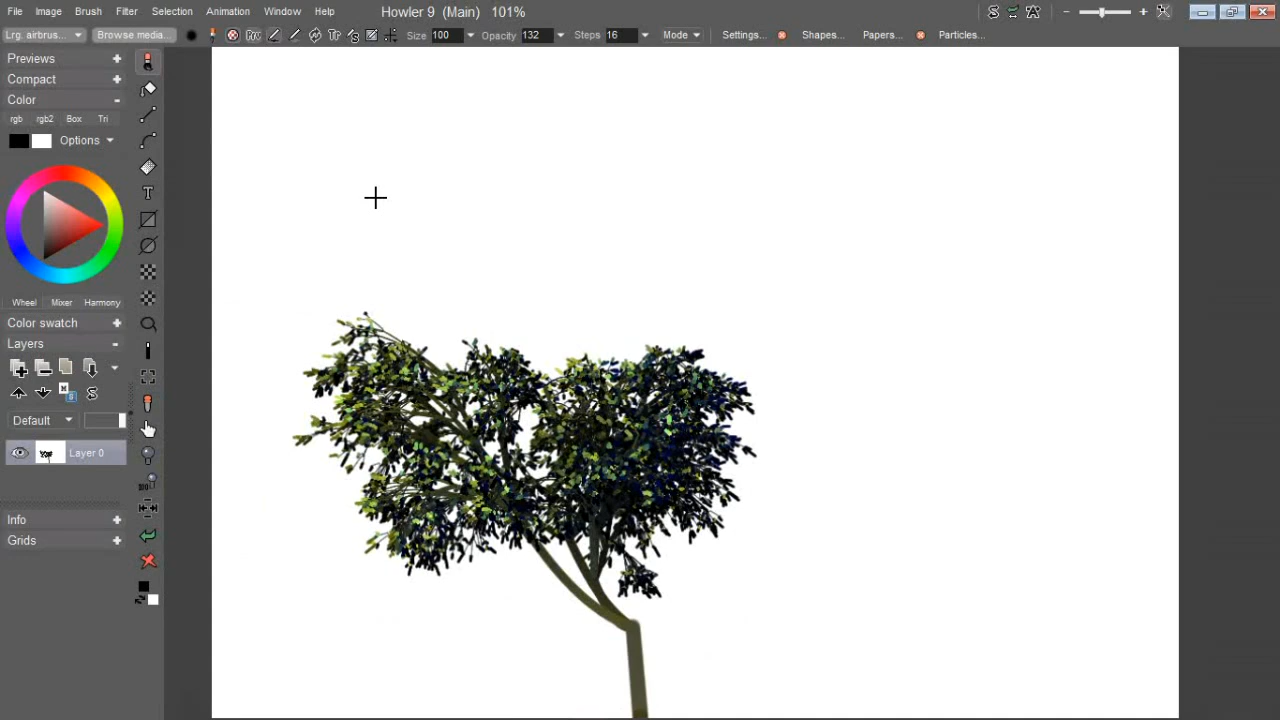 File Image Brush Filter Selection Animation Window Help Howler 9 (Main) 101%
Lrg. airbrus... Browse media... Size 100 Opacity 132 Steps 16 Mode Settings... Shapes... Papers... Particles...
Previews
Compact
Color
rgb rgb2 Box Tri
Options
Wheel Mixer Harmony
Color swatch
Layers
Default
Layer 0
Info
Grids